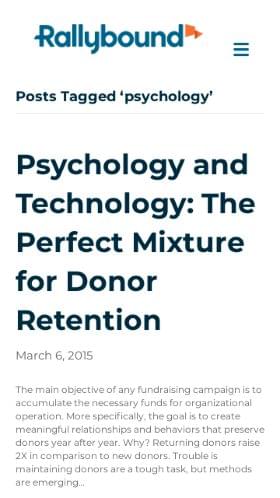 Rallybound
Posts Tagged ‘psychology’
Psychology and
Technology: The
Perfect Mixture
for Donor
Retention
March 6, 2015
The main objective of any fundraising campaign is to
accumulate the necessary funds for organizational
operation. More specifically, the goal is to create
meaningful relationships and behaviors that preserve
donors year after year. Why? Returning donors raise
2X in comparison to new donors. Trouble is
maintaining donors are a tough task, but methods
are emerging...